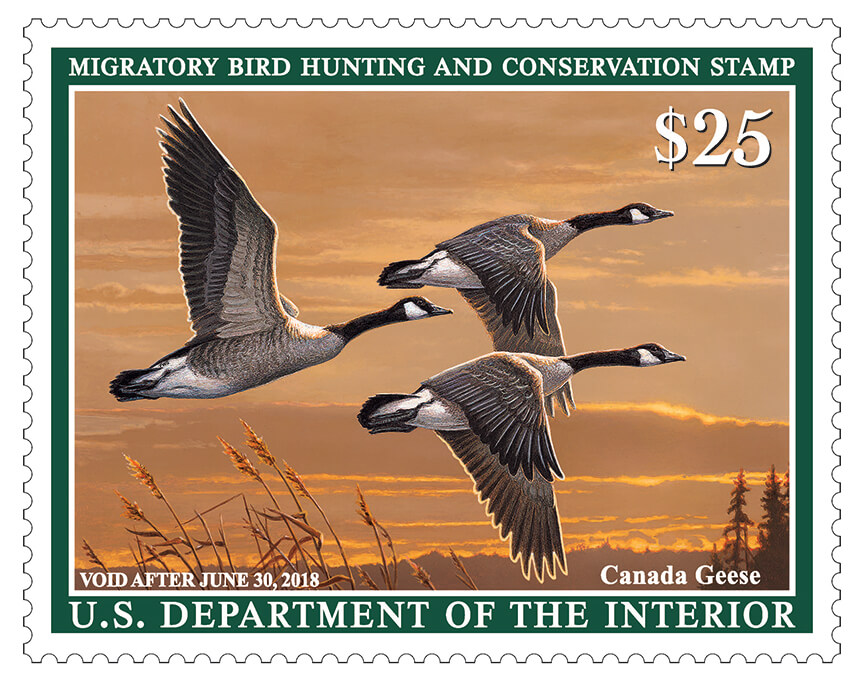 MIGRATORY BIRD HUNTING AND CONSERVATION STAMP
$25
VOID AFTER JUNE 30, 2018
Canada Geese
U.S. DEPARTMENT OF THE INTERIOR